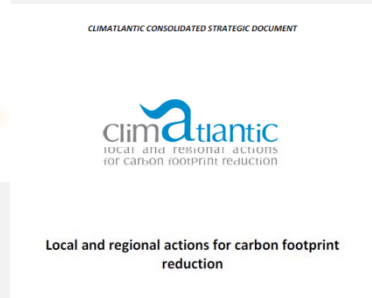 CLIMATLANTIC CONSOLIDATED STRATEGIC DOCUMENT
climatlantic
local and regional actions
for carbon footprint reduction
Local and regional actions for carbon footprint
reduction